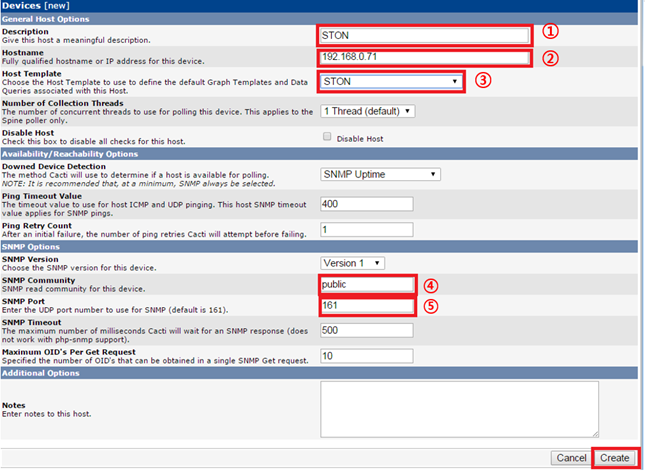 Devices [new]
General Host Options
Description
Give this host a meaningful description.
STON
①
Hostname
Fully qualified hostname or IP address for this device.
192.168.0.71
②
Host Template
Choose the Host Template to use to define the default Graph Templates and Data
Queries associated with this Host.
STON
③
Number of Collection Threads
The number of concurrent threads to use for polling this device. This applies to the
Spine poller only.
1 Thread (default)
Disable Host
Check this box to disable all checks for this host.
Disable Host
Availability/Reachability Options
Downed Device Detection
The method Cacti will use to determine if a host is available for polling.
NOTE: It is recommended that, at a minimum, SNMP always be selected.
SNMP Uptime
Ping Timeout Value
The timeout value to use for host ICMP and UDP pinging. This host SNMP timeout
value applies for SNMP pings.
400
Ping Retry Count
After an initial failure, the number of ping retries Cacti will attempt before failing.
1
SNMP Options
SNMP Version
Choose the SNMP version for this device.
Version 1
SNMP Community
SNMP read community for this device.
public
④
SNMP Port
Enter the UDP port number to use for SNMP (default is 161).
161
⑤
SNMP Timeout
The maximum number of milliseconds Cacti will wait for an SNMP response (does
not work with php-snmp support).
500
Maximum OID's Per Get Request
Specified the number of OID's that can be obtained in a single SNMP Get request.
10
Additional Options
Notes
Enter notes to this host.
Cancel
Create